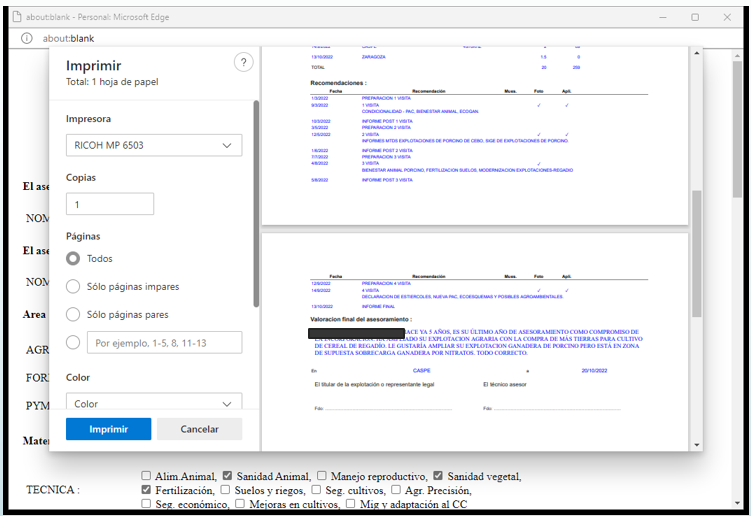 about:blank - Personal: Microsoft Edge
about:blank
Imprimir
Total: 1 hoja de papel
?
Impresora
RICOH MP 6503
Copias
1
Páginas
Todos
Sólo páginas impares
Sólo páginas pares
Por ejemplo, 1-5, 8, 11-13
Color
Color
Imprimir
Cancelar
13/10/2022 ZARAGOZA 1.5 0
TOTAL 20
Recomendaciones :
Fecha Recomendación Mues. Foto Apli.
1/3/2022 PREPARACION 1 VISITA
9/3/2022 1 VISITA ✓ ✓
CONDICIONALIDAD - PAC, BIENESTAR ANIMAL, ECOGAN.
10/3/2022 INFORME POST 1 VISITA
3/5/2022 PREPARACION 2 VISITA
12/5/2022 2 VISITA ✓ ✓
INFORMES MTDS EXPLOTACIONES DE PORCINO DE CEBO, SIGE DE EXPLOTACIONES DE PORCINO
1/6/2022 INFORME POST 2 VISITA
7/7/2022 PREPARACION 3 VISITA
4/8/2022 3 VISITA ✓
BIENESTAR ANIMAL PORCINO, FERTILIZACION SUELOS, MODERNIZACION EXPLOTACIONES-REGADIO
5/8/2022 INFORME POST 3 VISITA
Fecha Recomendación Mues. Foto Apli.
12/9/2022 PREPARACION 4 VISITA
14/9/2022 4 VISITA ✓ ✓
DECLARACION DE ESTIERCOLES, NUEVA PAC, ECOESQUEMAS Y POSIBLES AGROAMBIENTALES
13/10/2022 INFORME FINAL
Valoracion final del asesoramiento :
HACE YA 5 AÑOS, ES SU ÚLTIMO AÑO DE ASESORAMIENTO COMO COMPROMISO DE
LA INCORPORACIÓN. HA AMPLIADO SU EXPLOTACION AGRARIA CON LA COMPRA DE MÁS TIERRAS PARA CULTIVO
DE CEREAL DE REGADÍO. LE GUSTARÍA AMPLIAR SU EXPLOTACION GANADERA DE PORCINO PERO ESTÁ EN ZONA
DE SUPUESTA SOBRECARGA GANADERA POR NITRATOS. TODO CORRECTO.
En CASPE a 20/10/2022
El titular de la explotación o representante legal El técnico asesor
Fdo: Fdo:
El ase
NOM
El ase
NOM
Area
AGR
FOR
PYM
Mater
TECNICA :
Alim Animal, Sanidad Animal, Manejo reproductivo, Sanidad vegetal,
Fertilización, Suelos y riegos, Seg. cultivos, Agr. Precisión,
Seg. económico, Mejoras en cultivos, Mig y adaptación al CC